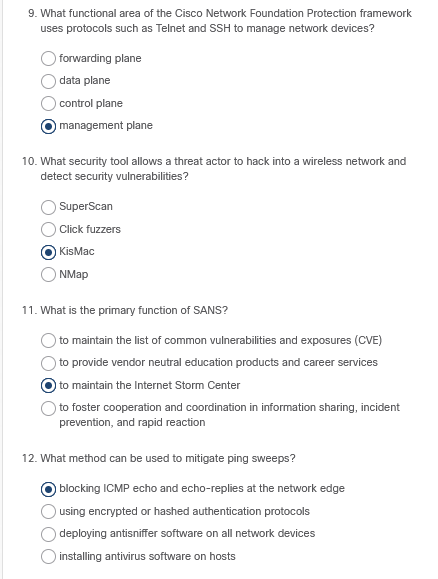 9. What functional area of the Cisco Network Foundation Protection framework
uses protocols such as Telnet and SSH to manage network devices?
forwarding plane
data plane
control plane
management plane
10. What security tool allows a threat actor to hack into a wireless network and
detect security vulnerabilities?
SuperScan
Click fuzzers
KisMac
NMap
11. What is the primary function of SANS?
to maintain the list of common vulnerabilities and exposures (CVE)
to provide vendor neutral education products and career services
to maintain the Internet Storm Center
to foster cooperation and coordination in information sharing, incident
prevention, and rapid reaction
12. What method can be used to mitigate ping sweeps?
blocking ICMP echo and echo-replies at the network edge
using encrypted or hashed authentication protocols
deploying antisniffer software on all network devices
installing antivirus software on hosts